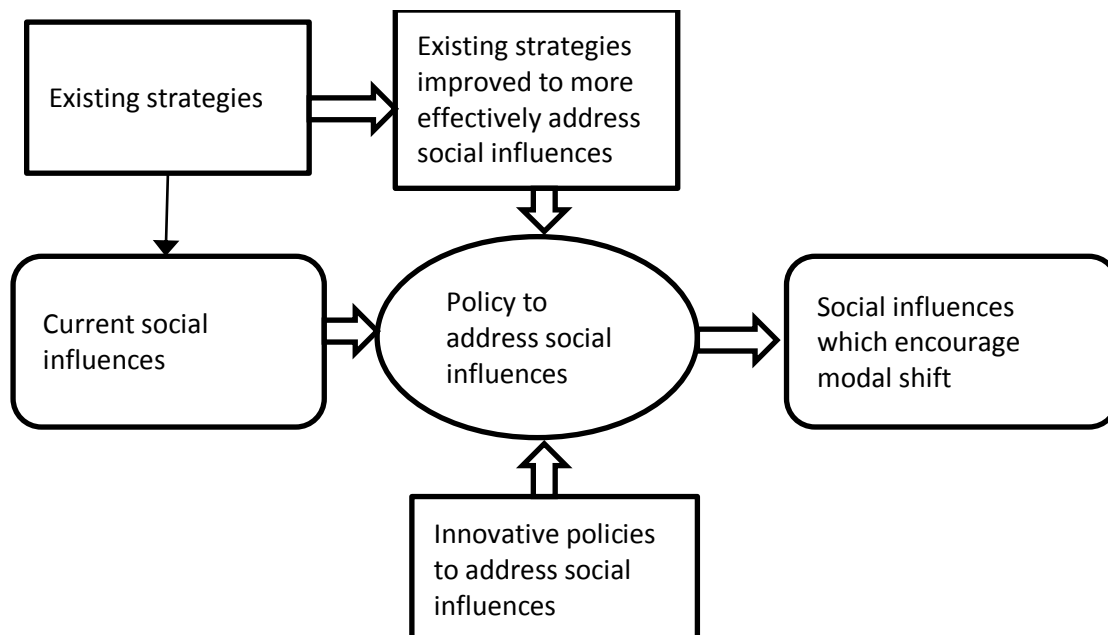 Existing strategies
Existing strategies
improved to more
effectively address
social influences
Current social
influences
Policy to
address social
influences
Social influences
which encourage
modal shift
Innovative policies
to address social
influences